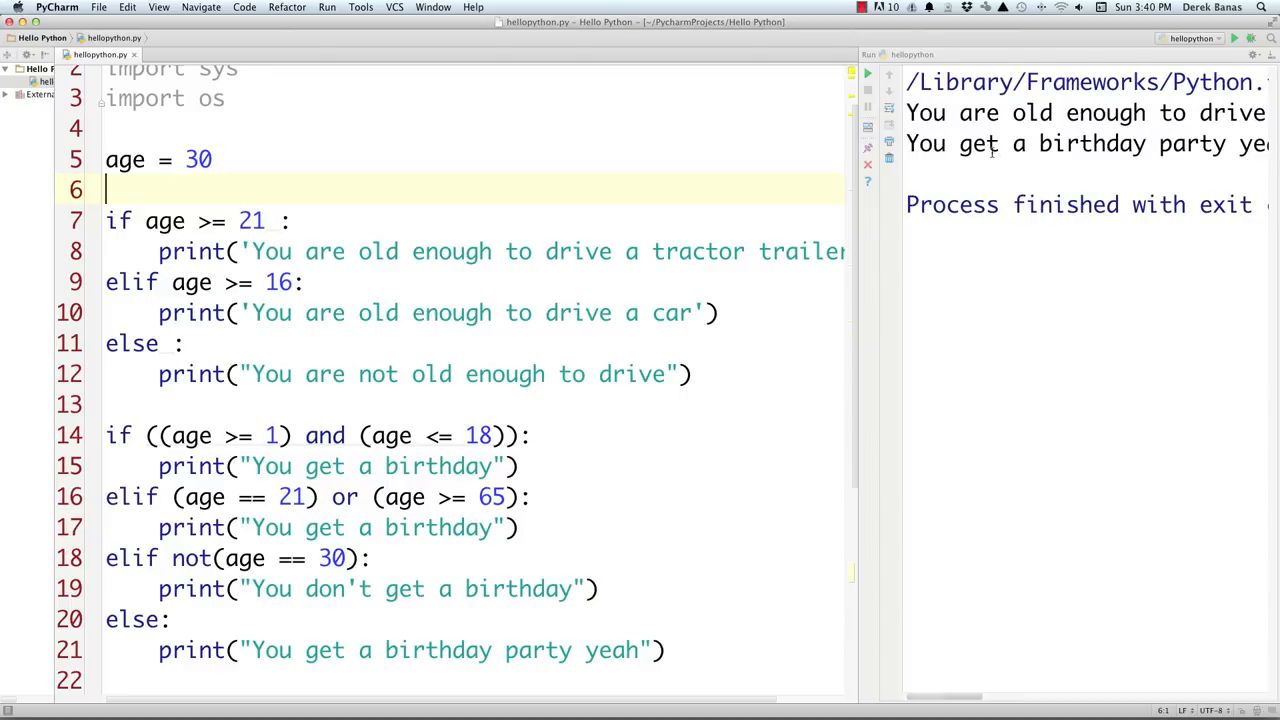 PyCharm File Edit View Navigate Code Refactor Run Tools VCS Window Help 10 Sun 3:40 PM Derek Banas
hellopython.py – Hello Python – [~/PycharmProjects/Hello Python]
Hello Python hellopython.py hellopython
hellopython.py Run hellopython
Hello P
hell
Externa
2 import sys
3 import os
4
5 age = 30
6
7 if age >= 21 :
8 print('You are old enough to drive a tractor trailer
9 elif age >= 16:
10 print('You are old enough to drive a car')
11 else :
12 print("You are not old enough to drive")
13
14 if ((age >= 1) and (age <= 18)):
15 print("You get a birthday")
16 elif (age == 21) or (age >= 65):
17 print("You get a birthday")
18 elif not(age == 30):
19 print("You don't get a birthday")
20 else:
21 print("You get a birthday party yeah")
22
/Library/Frameworks/Python.
You are old enough to drive
You get a birthday party yea
Process finished with exit
6:1 LF UTF-8